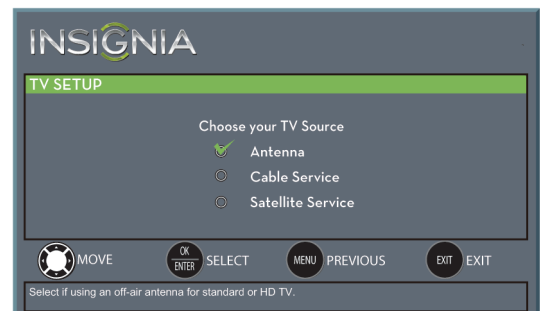 INSIGNIA
TV SETUP
Choose your TV Source
Antenna
Cable Service
Satellite Service
MOVE OK ENTER SELECT MENU PREVIOUS EXIT EXIT
Select if using an off-air antenna for standard or HD TV.